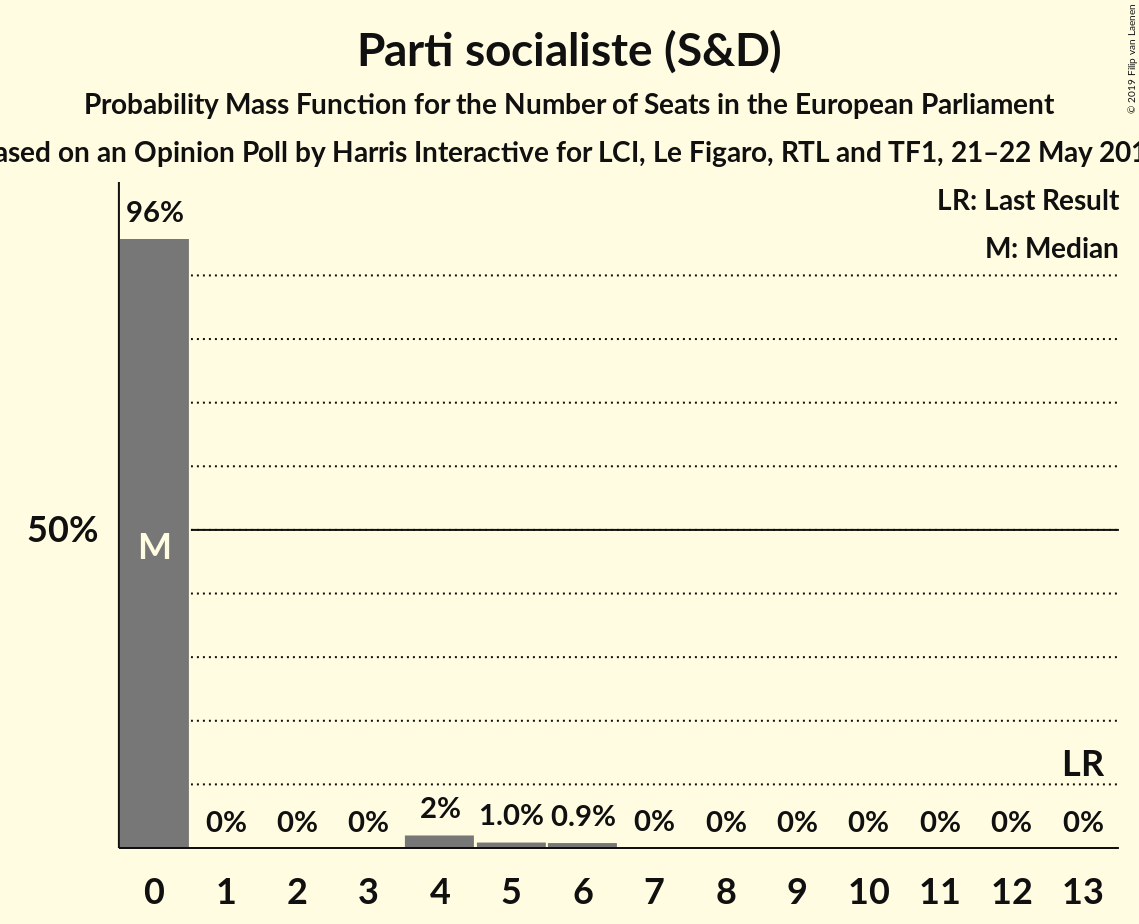 Parti socialiste (S&D)
Probability Mass Function for the Number of Seats in the European Parliament
ased on an Opinion Poll by Harris Interactive for LCI, Le Figaro, RTL and TF1, 21–22 May 201
© 2019 Filip van Laenen
LR: Last Result
M: Median
96%
50%
M
LR
0% 0% 0% 2% 1.0% 0.9% 0% 0% 0% 0% 0% 0% 0%
0 1 2 3 4 5 6 7 8 9 10 11 12 13